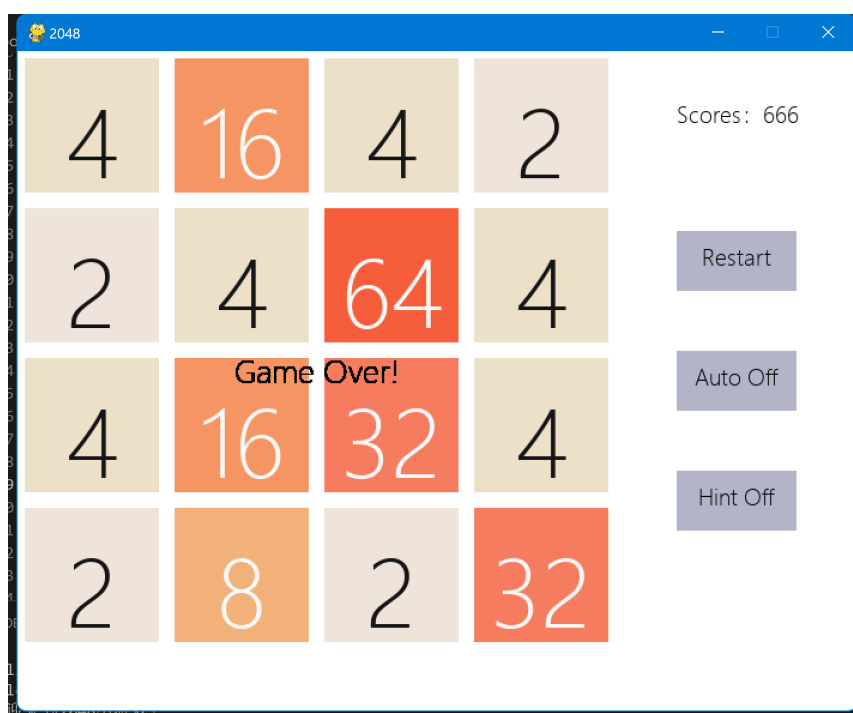 2048
4 16 4 2
Scores: 666
2 4 64 4
Restart
Game Over!
Auto Off
4 16 32 4
Hint Off
2 8 2 32